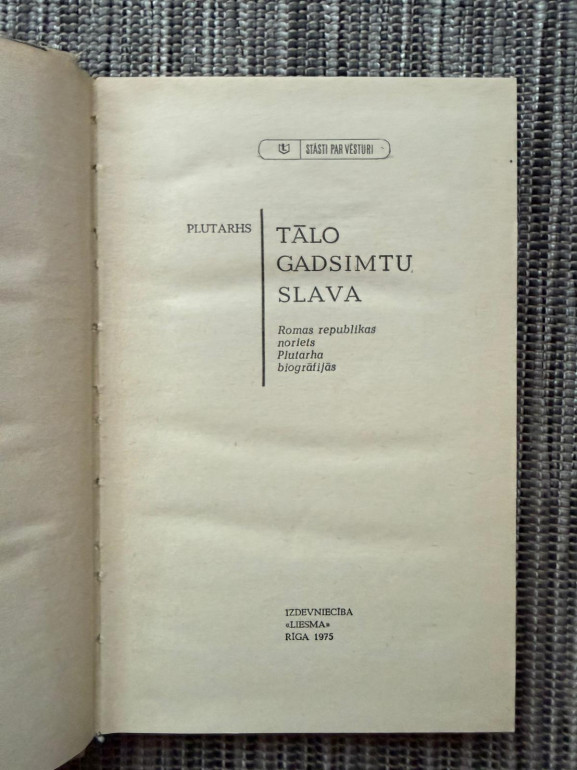 STĀSTI PAR VĒSTURI
PLUTARHS
TĀLO
GADSIMTU
SLAVA
Romas republikas
noriets
Plutarha
biogrāfijās
IZDEVNIECĪBA
«LIESMA»
RĪGA 1975